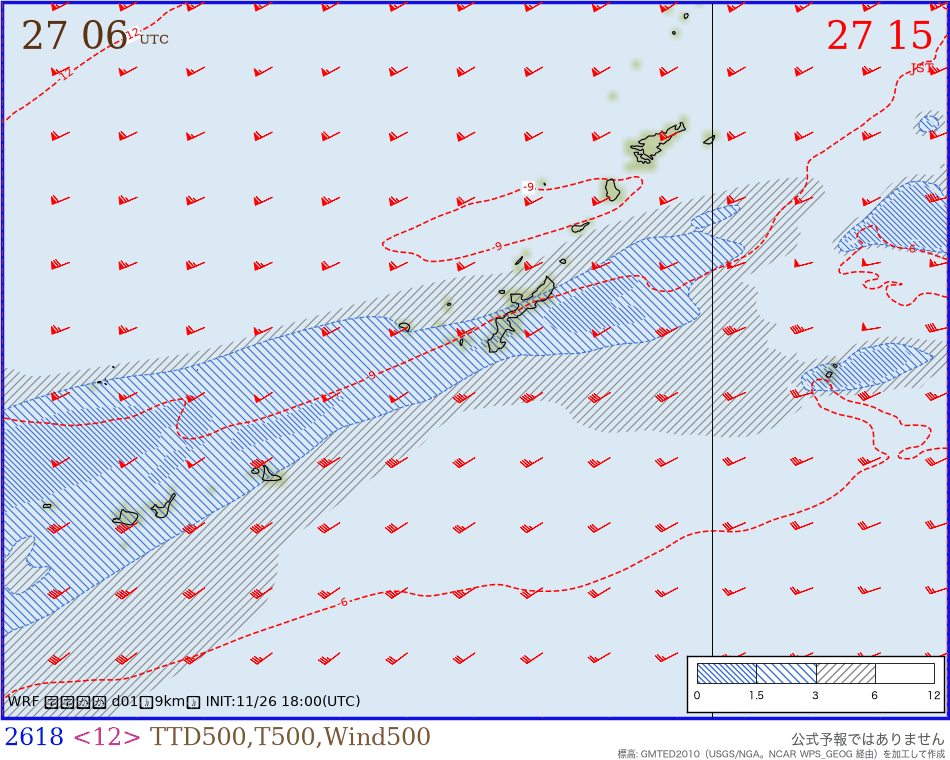 27 06 UTC
27 15
JST
-12
-12
-9
-9
-9
-6
-6
WRF d01 9km INIT:11/26 18:00(UTC)
0 1.5 3 6 12
2618 <12> TTD500,T500,Wind500
公式予報ではありません
標高: GMTED2010（USGS/NGA。NCAR WPS_GEOG 経由）を加工して作成